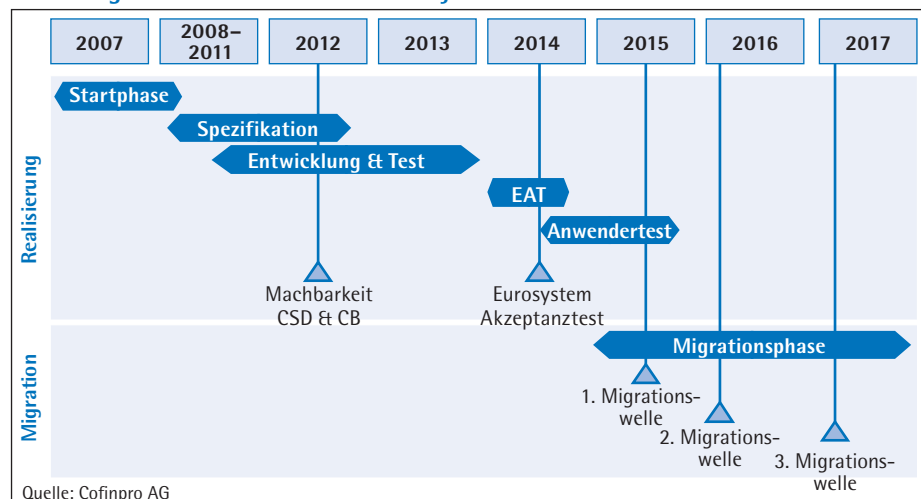 2007
2008–
2011
2012
2013
2014
2015
2016
2017
Realisierung
Startphase
Spezifikation
Entwicklung & Test
EAT
Anwendertest
Machbarkeit
CSD & CB
Eurosystem
Akzeptanztest
Migration
Migrationsphase
1. Migrations-
welle
2. Migrations-
welle
3. Migrations-
welle
Quelle: Cofinpro AG